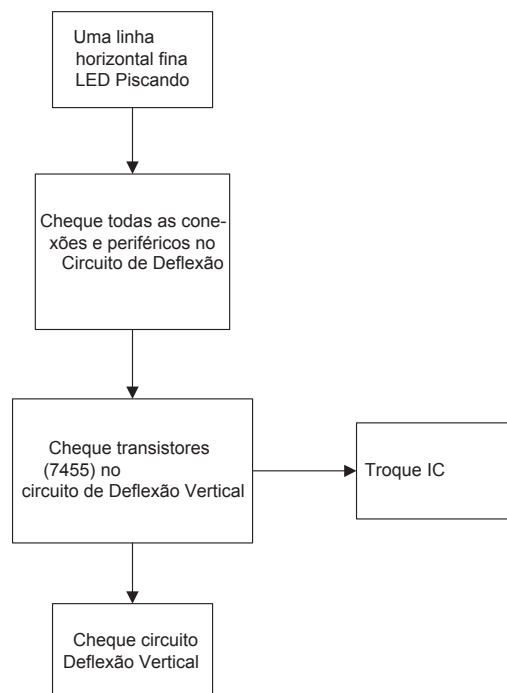 Uma linha
horizontal fina
LED Piscando
Cheque todas as cone-
xões e periféricos no
Circuito de Deflexão
Cheque transistores
(7455) no
circuito de Deflexão Vertical
Troque IC
Cheque circuito
Deflexão Vertical